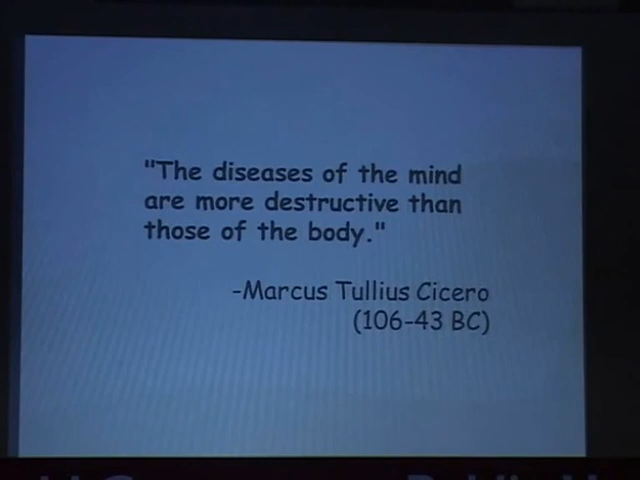 "The diseases of the mind
are more destructive than
those of the body."
-Marcus Tullius Cicero
(106-43 BC)